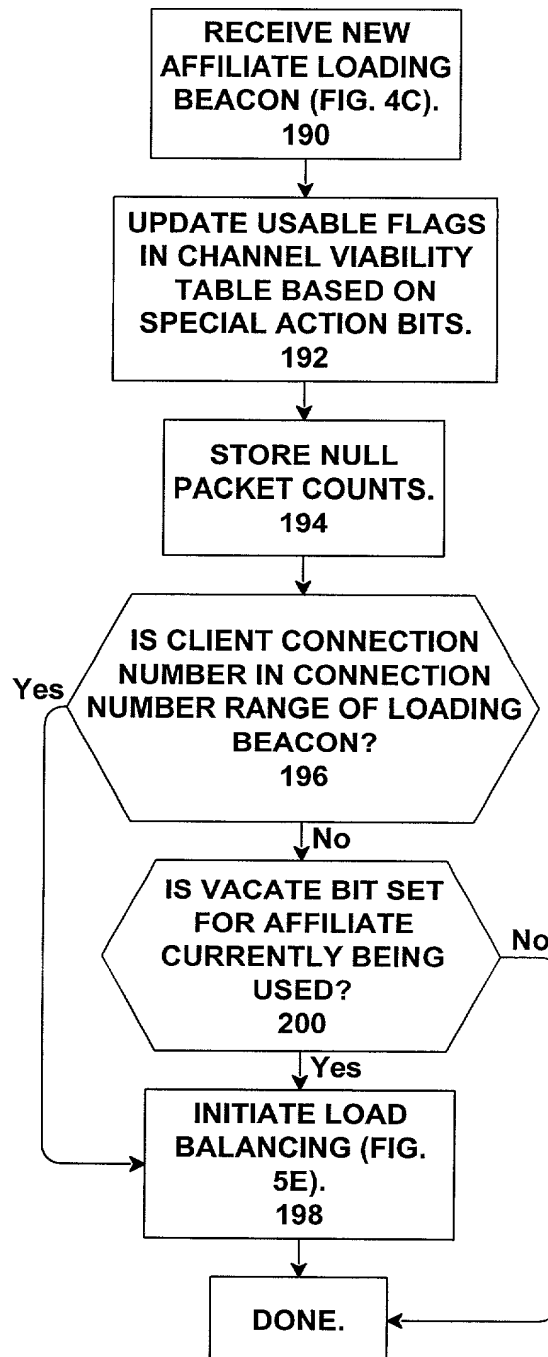 RECEIVE NEW
AFFILIATE LOADING
BEACON (FIG. 4C).
190
UPDATE USABLE FLAGS
IN CHANNEL VIABILITY
TABLE BASED ON
SPECIAL ACTION BITS.
192
STORE NULL
PACKET COUNTS.
194
IS CLIENT CONNECTION
NUMBER IN CONNECTION
NUMBER RANGE OF LOADING
BEACON?
196
Yes
No
IS VACATE BIT SET
FOR AFFILIATE
CURRENTLY BEING
USED?
200
No
Yes
INITIATE LOAD
BALANCING (FIG.
5E).
198
DONE.